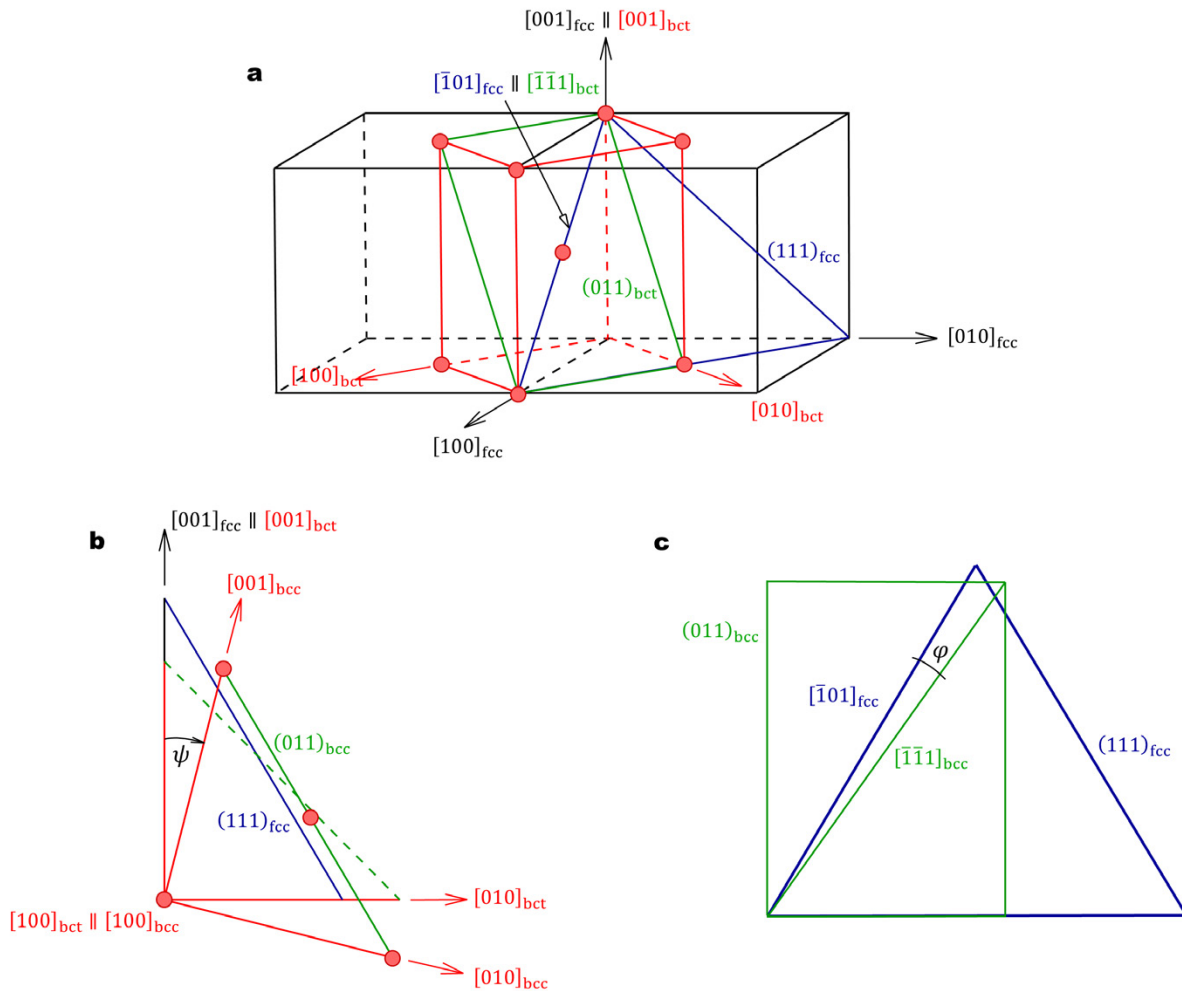 [001]fcc ∥ [001]bct
a
[1̄01]fcc ∥ [1̄1̄1]bct
(111)fcc
(011)bct
[010]fcc
[100]bct
[010]bct
[100]fcc
[001]fcc ∥ [001]bct
b
c
[001]bcc
(011)bcc
φ
[1̄01]fcc
(011)bcc
ψ
(111)fcc
[1̄1̄1]bcc
(111)fcc
[010]bct
[100]bct ∥ [100]bcc
[010]bcc